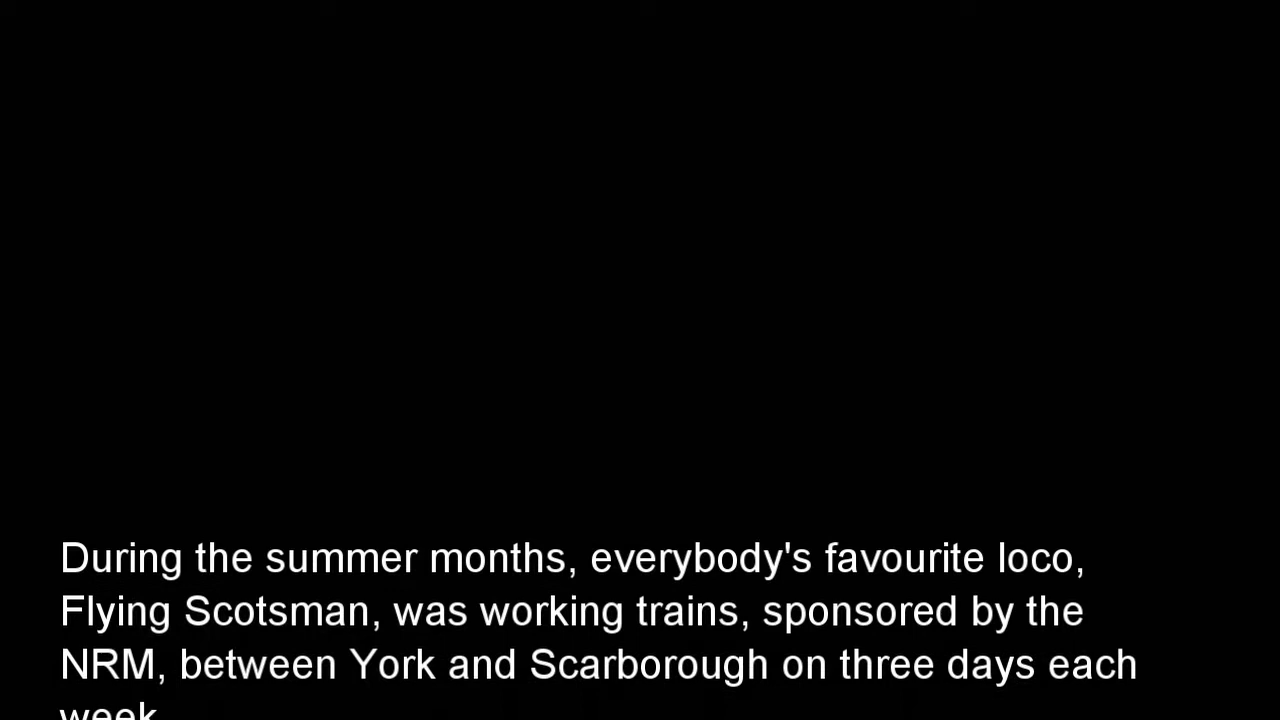 During the summer months, everybody's favourite loco,
Flying Scotsman, was working trains, sponsored by the
NRM, between York and Scarborough on three days each
week